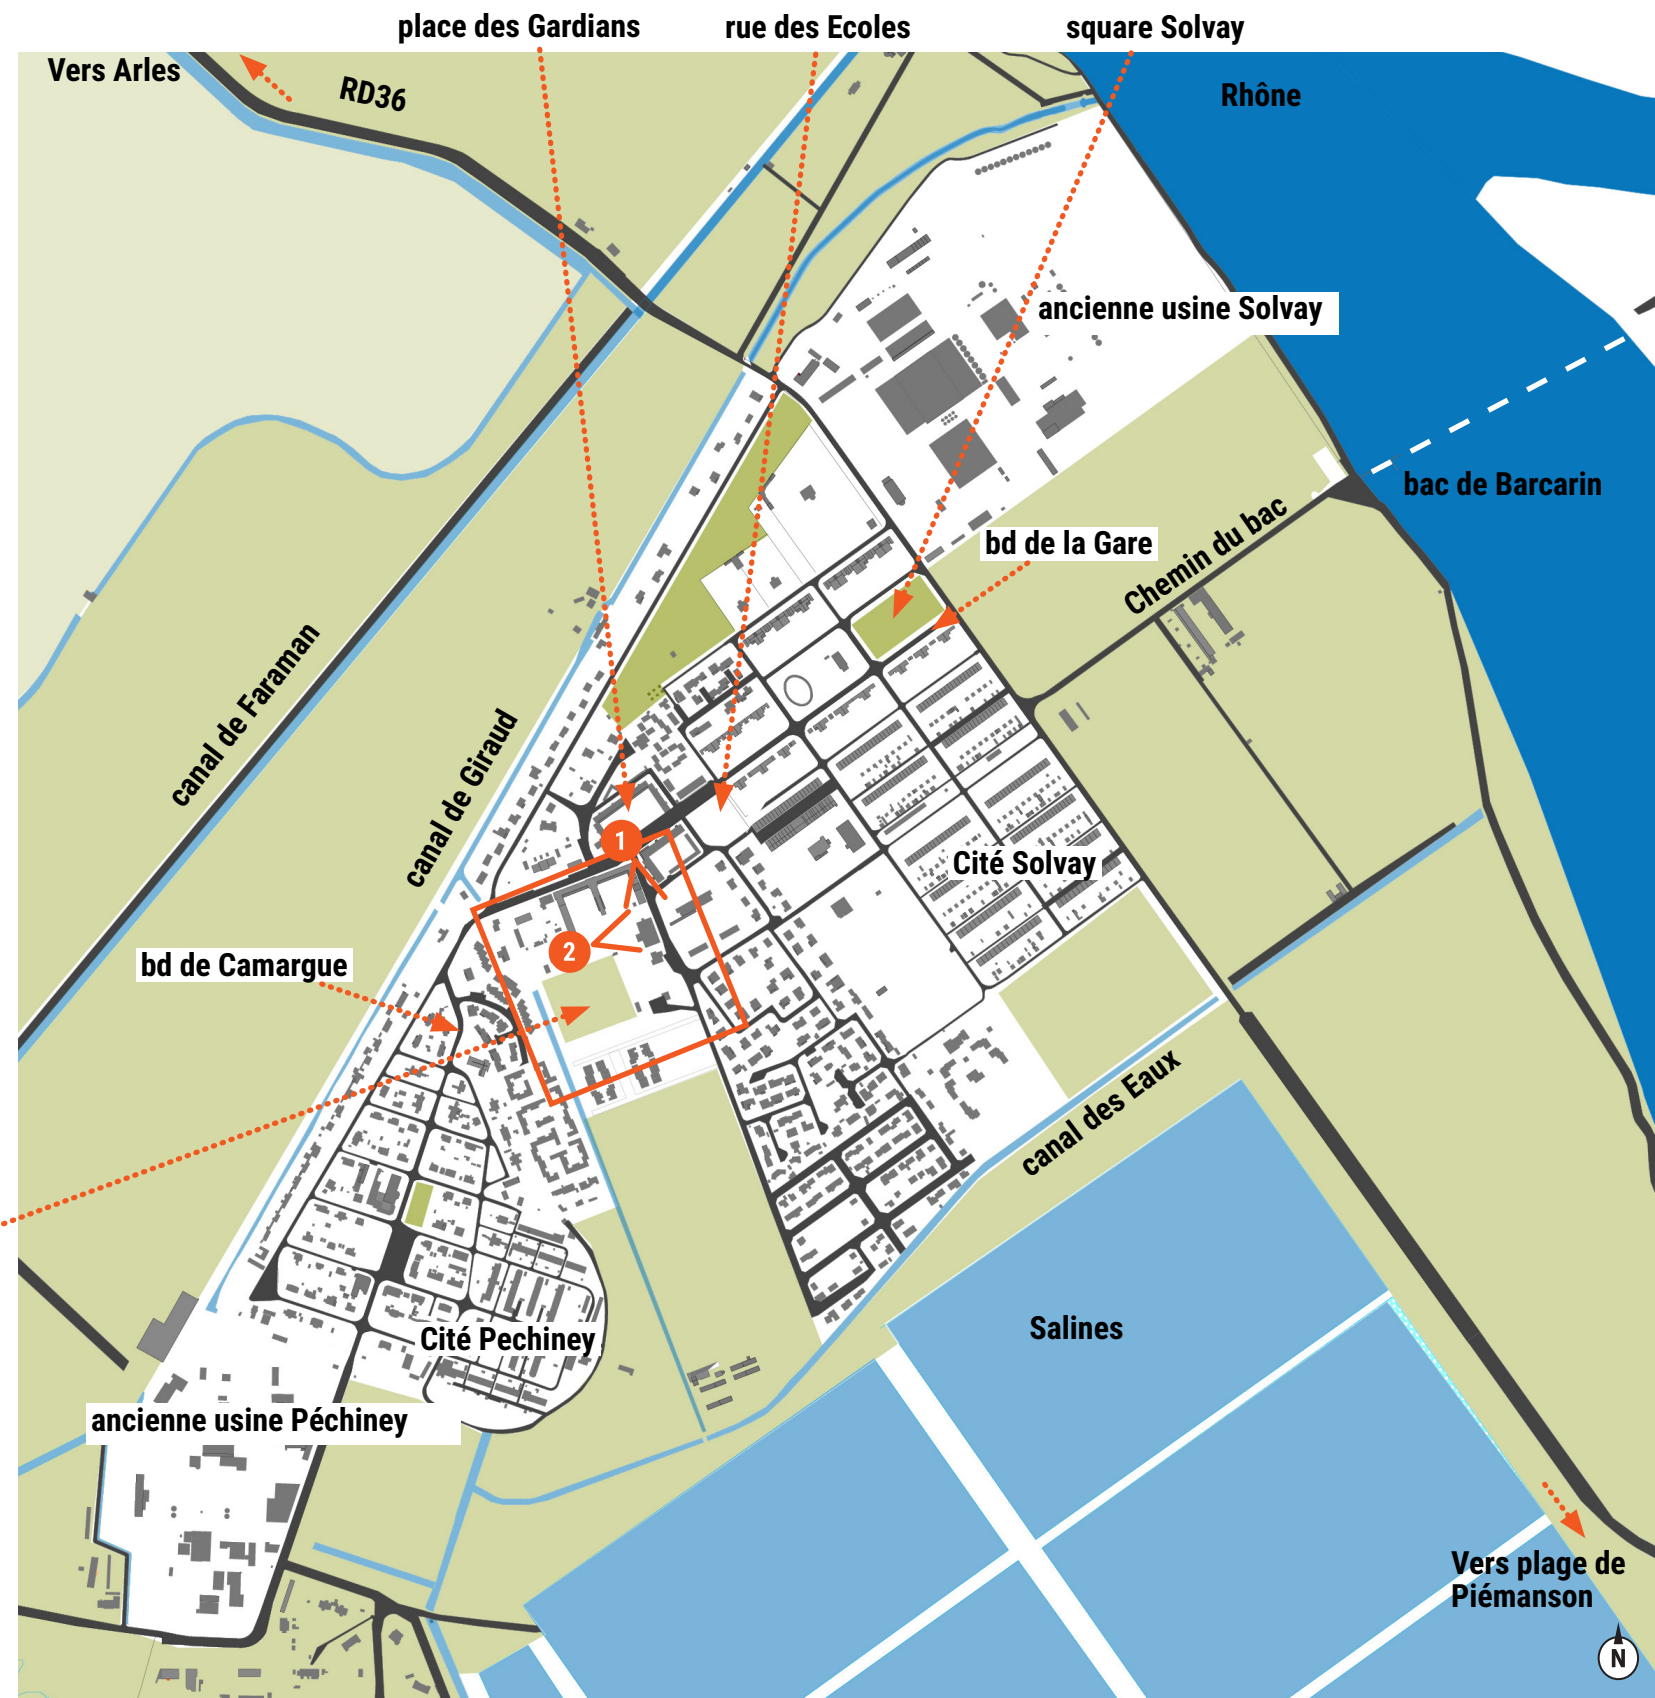 place des Gardians
rue des Ecoles
square Solvay
Vers Arles
RD36
Rhône
ancienne usine Solvay
bac de Barcarin
bd de la Gare
Chemin du bac
canal de Faraman
canal de Giraud
1
Cité Solvay
2
bd de Camargue
canal des Eaux
Salines
Cité Pechiney
ancienne usine Péchiney
Vers plage de
Piémanson
N